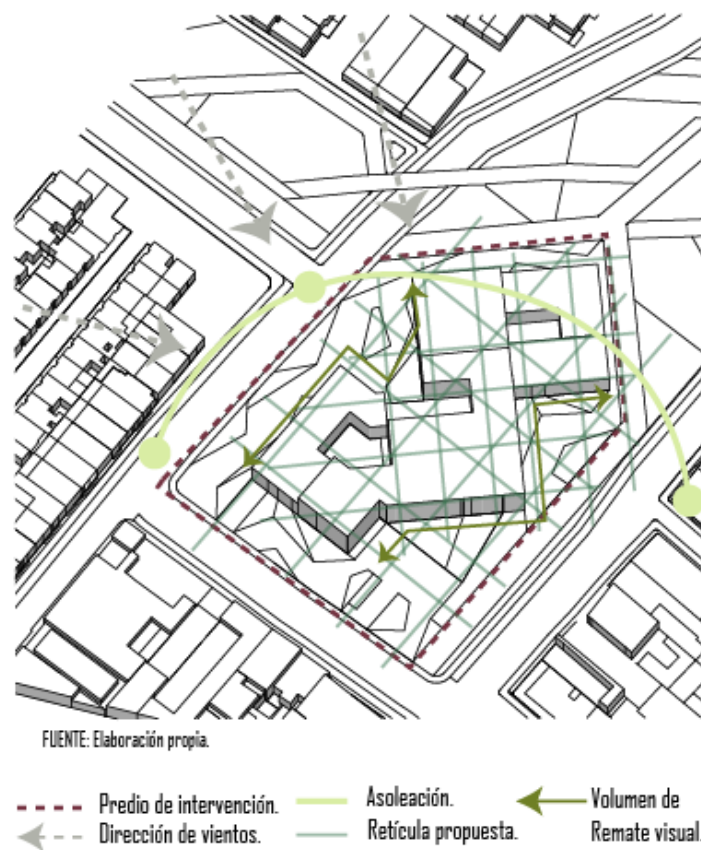 FUENTE: Elaboración propia.
Predio de intervención.
Asoleación.
Volumen de
Dirección de vientos.
Retícula propuesta.
Remate visual.